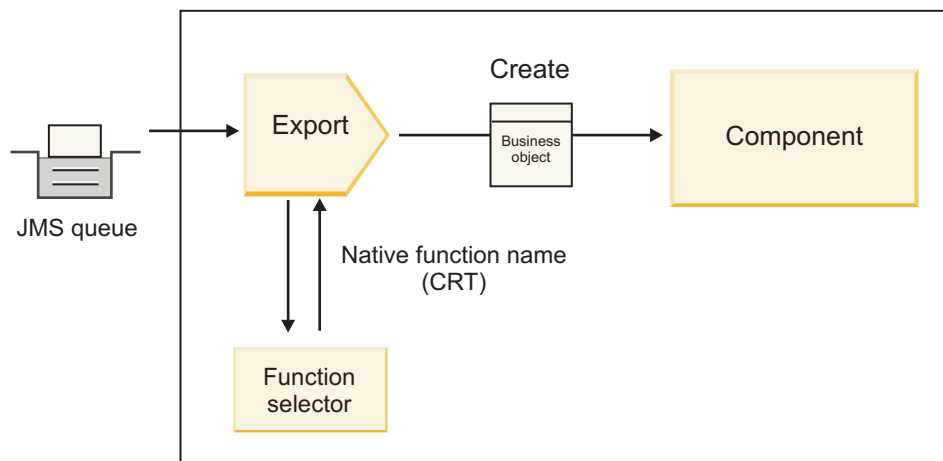 Create
Export
Business
object
Component
JMS queue
Native function name
(CRT)
Function
selector